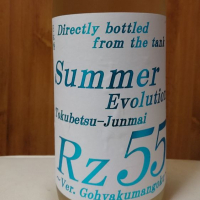 Directly bottled
from the tank
Summer
Evolution
Tokubetsu-Junmai
Rz55
~Ver. Gohyakumangoku